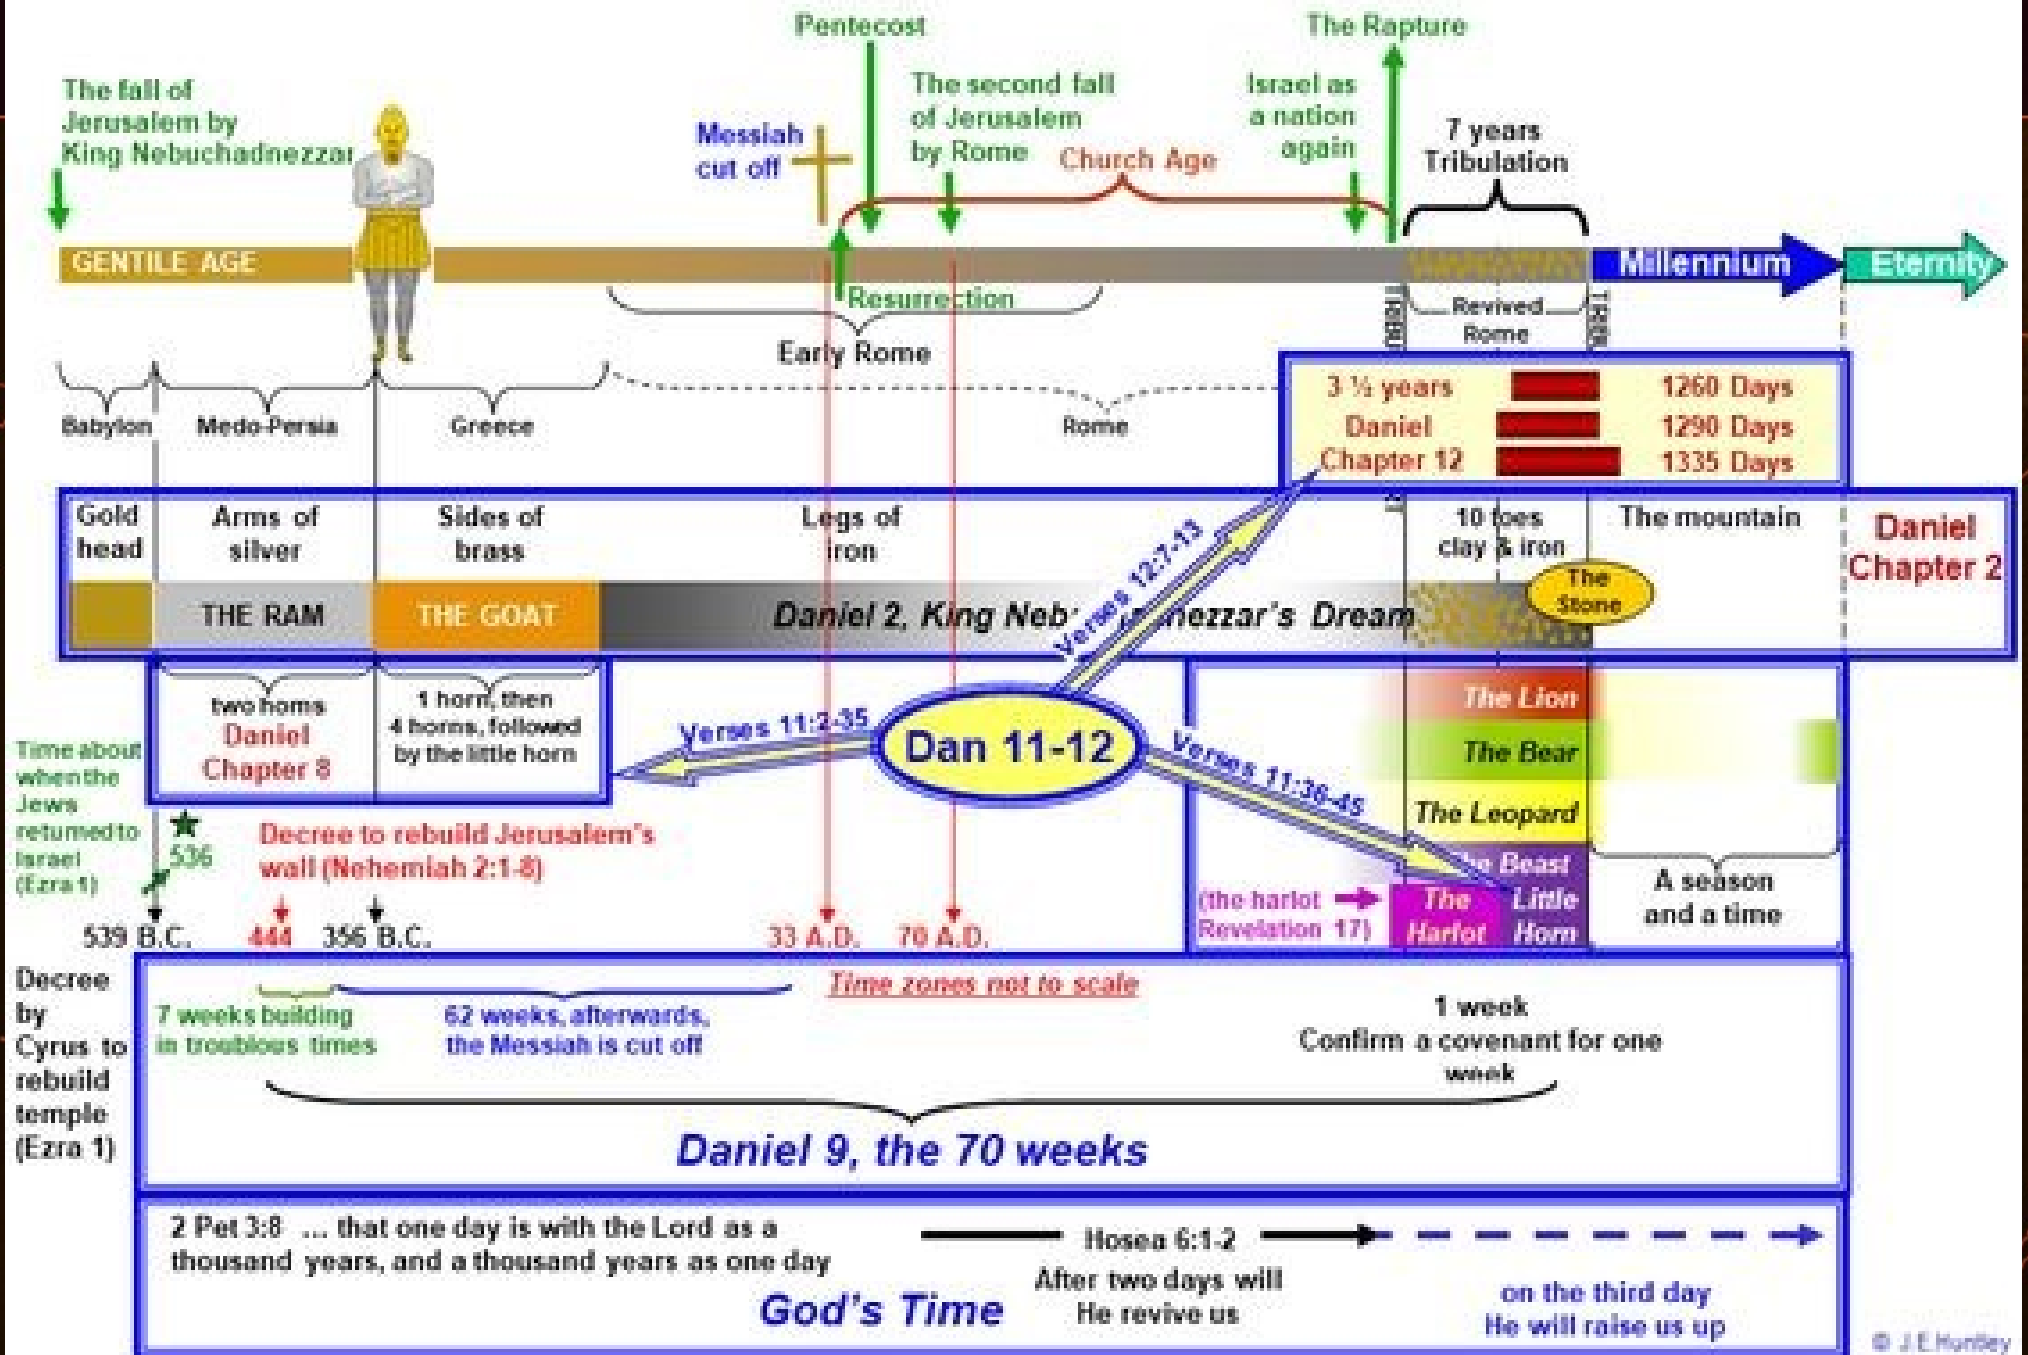 Pentecost
The Rapture
The fall of
Jerusalem by
King Nebuchadnezzar
Messiah
cut off
The second fall
of Jerusalem
by Rome
Church Age
Israel as
a nation
again
7 years
Tribulation
GENTILE AGE
Millennium
Eternity
Resurrection
Early Rome
Revived
Rome
TRIBU
TRIBU
Babylon
Medo-Persia
Greece
Rome
3 ½ years
1260 Days
Daniel
1290 Days
Chapter 12
1335 Days
Gold
head
Arms of
silver
Sides of
brass
Legs of
iron
10 toes
clay & iron
The mountain
Daniel
Chapter 2
THE RAM
THE GOAT
Daniel 2, King Neb nezzar's Dream
The
Stone
Verses 12:7-13
two horns
Daniel
Chapter 8
1 horn, then
4 horns, followed
by the little horn
Verses 11:2-35
Dan 11-12
Verses 11:36-45
The Lion
The Bear
The Leopard
he Beast
Little
Horn
The
Harlot
(the harlot
Revelation 17)
A season
and a time
Time about
when the
Jews
returned to
Israel
(Ezra 1)
536
Decree to rebuild Jerusalem's
wall (Nehemiah 2:1-8)
539 B.C.
444
356 B.C.
33 A.D.
70 A.D.
Decree
by
Cyrus to
rebuild
temple
(Ezra 1)
7 weeks building
in troublous times
62 weeks, afterwards,
the Messiah is cut off
Time zones not to scale
1 week
Confirm a covenant for one
week
Daniel 9, the 70 weeks
2 Pet 3:8 ... that one day is with the Lord as a
thousand years, and a thousand years as one day
God's Time
Hosea 6:1-2
After two days will
He revive us
on the third day
He will raise us up
© J.E.Huntley